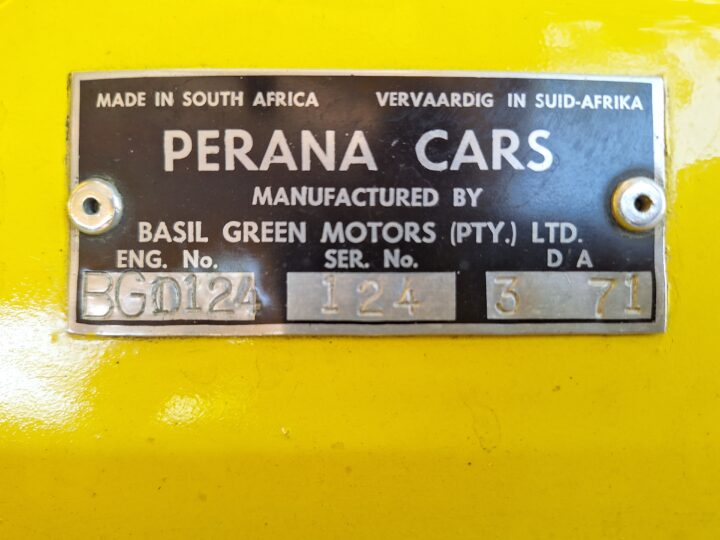 MADE IN SOUTH AFRICA VERVAARDIG IN SUID-AFRIKA
PERANA CARS
MANUFACTURED BY
BASIL GREEN MOTORS (PTY.) LTD.
ENG. No. SER. No. D A
BGD124 124 3 71